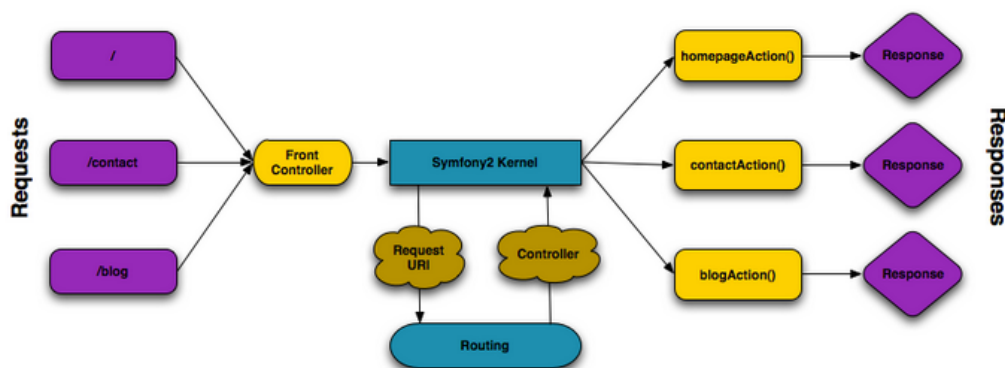 Requests
/
/contact
/blog
Front
Controller
Symfony2 Kernel
Request
URI
Controller
Routing
homepageAction()
contactAction()
blogAction()
Response
Response
Response
Responses